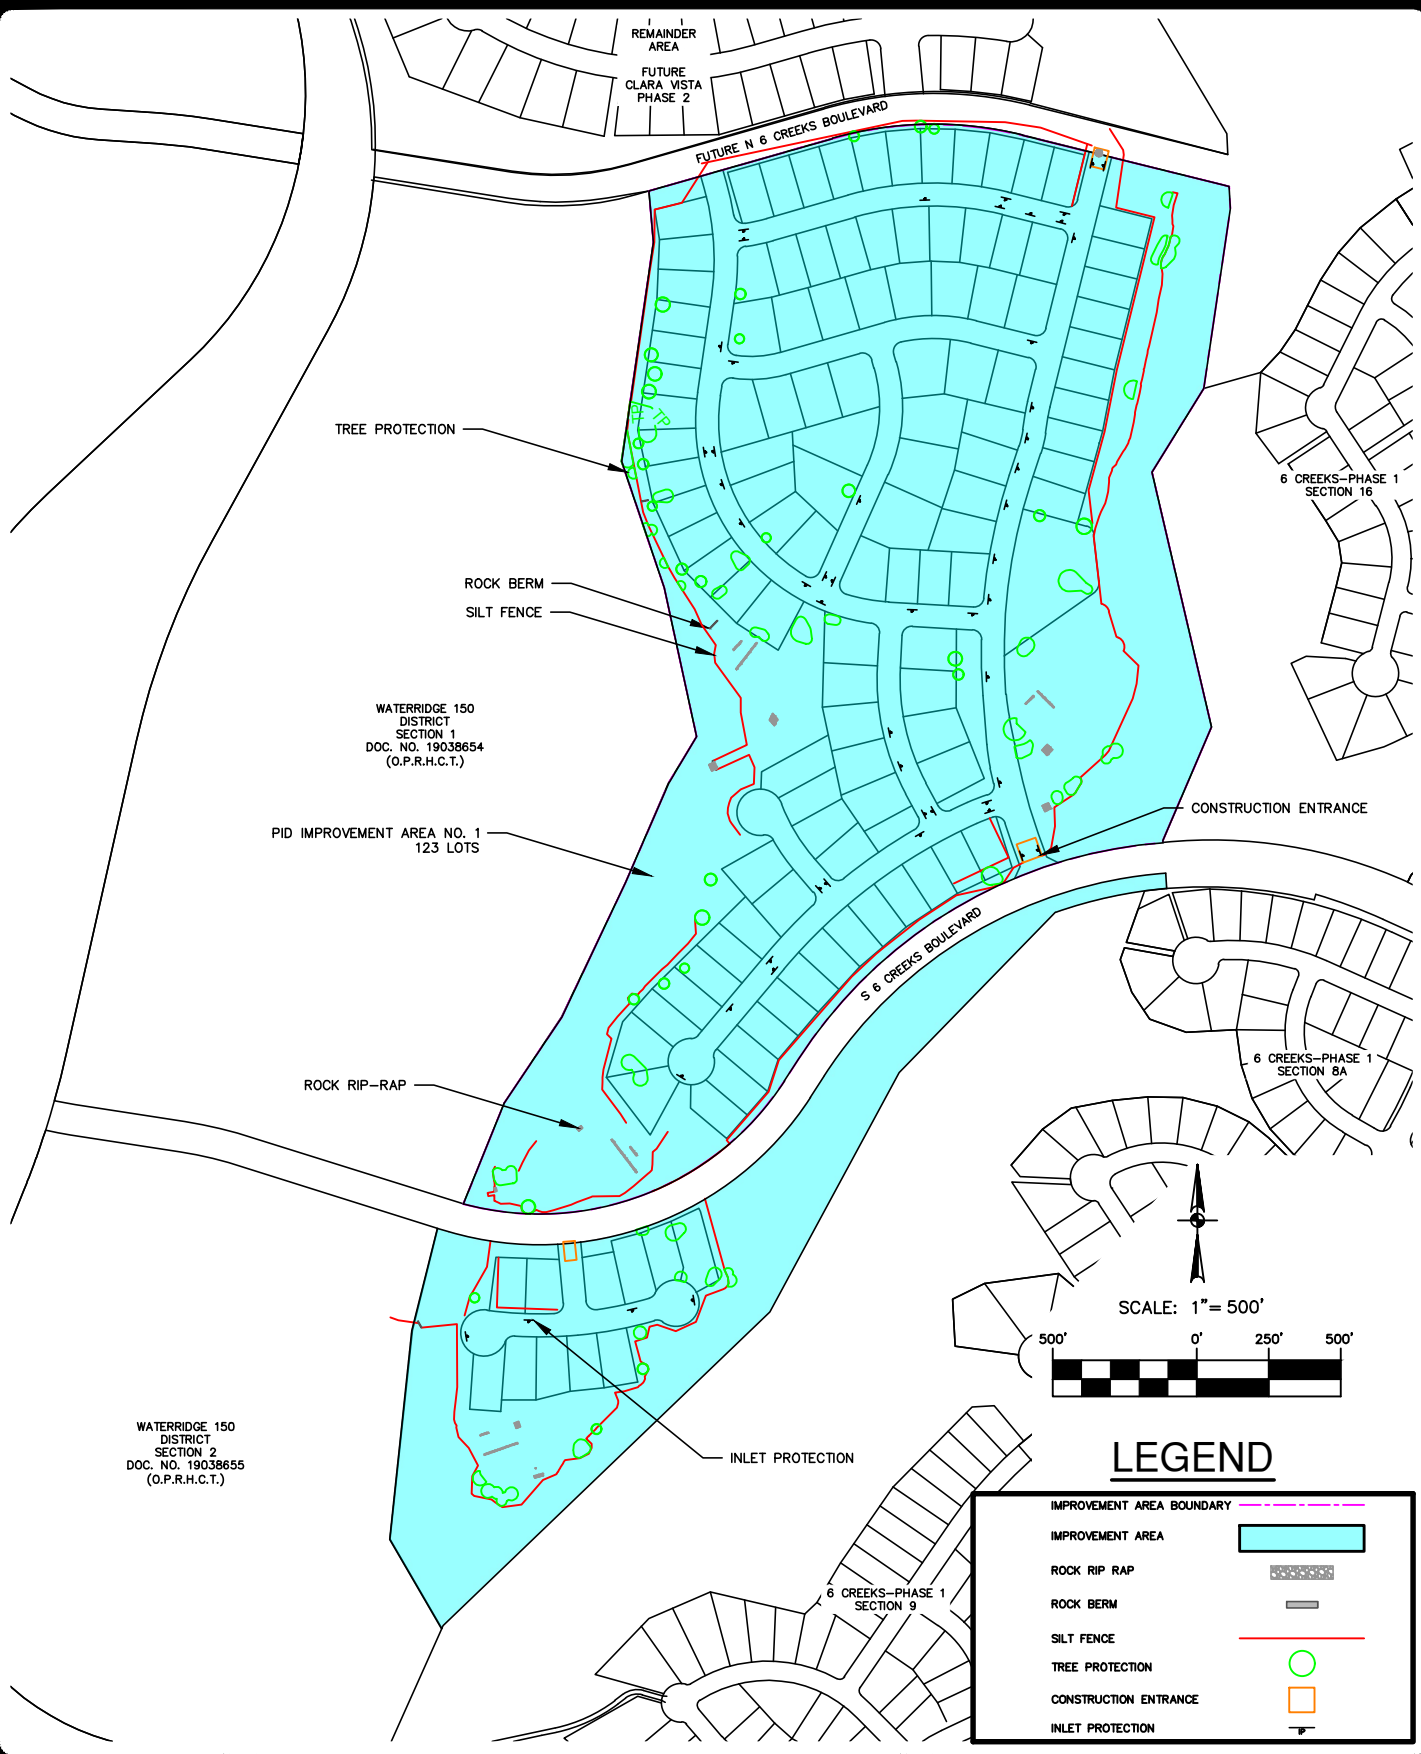 REMAINDER
AREA
FUTURE
CLARA VISTA
PHASE 2
FUTURE N 6 CREEKS BOULEVARD
TP
TP
TREE PROTECTION
6 CREEKS-PHASE 1
SECTION 16
ROCK BERM
SILT FENCE
WATERRIDGE 150
DISTRICT
SECTION 1
DOC. NO. 19038654
(O.P.R.H.C.T.)
CONSTRUCTION ENTRANCE
PID IMPROVEMENT AREA NO. 1
123 LOTS
S 6 CREEKS BOULEVARD
6 CREEKS-PHASE 1
SECTION 8A
ROCK RIP-RAP
SCALE: 1"= 500'
500' 0' 250' 500'
WATERRIDGE 150
DISTRICT
SECTION 2
DOC. NO. 19038655
(O.P.R.H.C.T.)
INLET PROTECTION
6 CREEKS-PHASE 1
SECTION 9
LEGEND
IMPROVEMENT AREA BOUNDARY
IMPROVEMENT AREA
ROCK RIP RAP
ROCK BERM
SILT FENCE
TREE PROTECTION
CONSTRUCTION ENTRANCE
INLET PROTECTION
IP